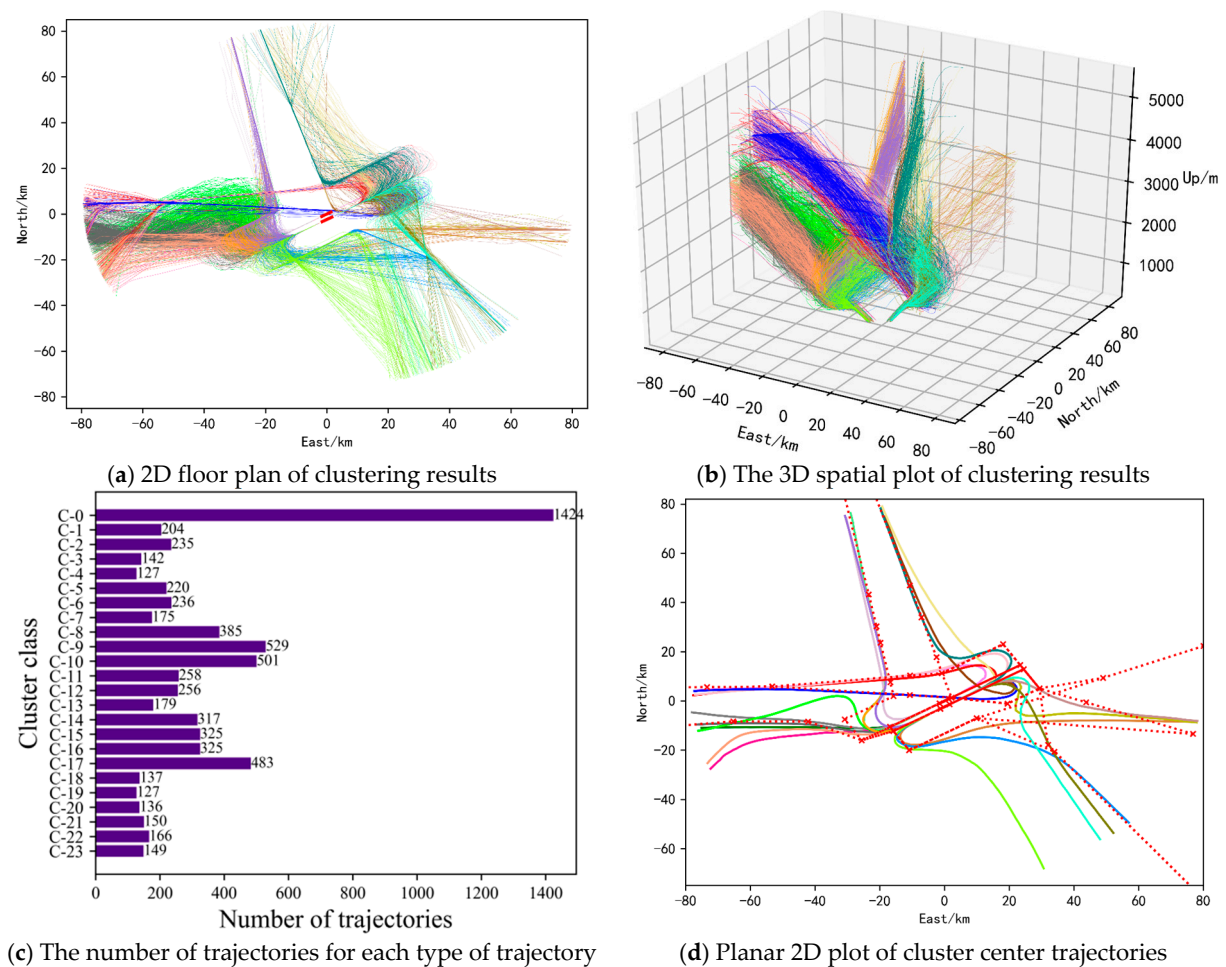 80
60
40
20
0
−20
−40
−60
−80
North/km
−80 −60 −40 −20 0 20 40 60 80
East/km
(a) 2D floor plan of clustering results
5000
4000
Up/m
3000
2000
1000
−80 −60 −40 −20 0 20 40 60 80
East/km
−80 −60 −40 −20 0 20 40 60 80
North/km
(b) The 3D spatial plot of clustering results
Cluster class
C-0 1424
C-1 204
C-2 235
C-3 142
C-4 127
C-5 220
C-6 236
C-7 175
C-8 385
C-9 529
C-10 501
C-11 258
C-12 256
C-13 179
C-14 317
C-15 325
C-16 325
C-17 483
C-18 137
C-19 127
C-20 136
C-21 150
C-22 166
C-23 149
0 200 400 600 800 1000 1200 1400
Number of trajectories
(c) The number of trajectories for each type of trajectory
80
60
40
20
0
−20
−40
−60
North/km
−80 −60 −40 −20 0 20 40 60 80
East/km
(d) Planar 2D plot of cluster center trajectories